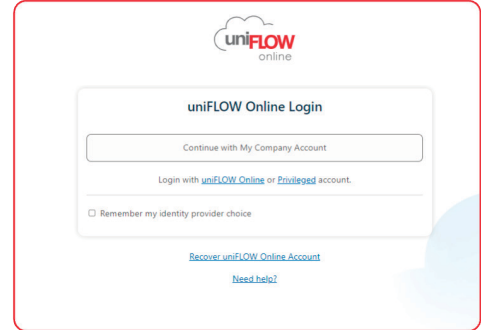 uniFLOW
online
uniFLOW Online Login
Continue with My Company Account
Login with uniFLOW Online or Privileged account.
Remember my identity provider choice
Recover uniFLOW Online Account
Need help?